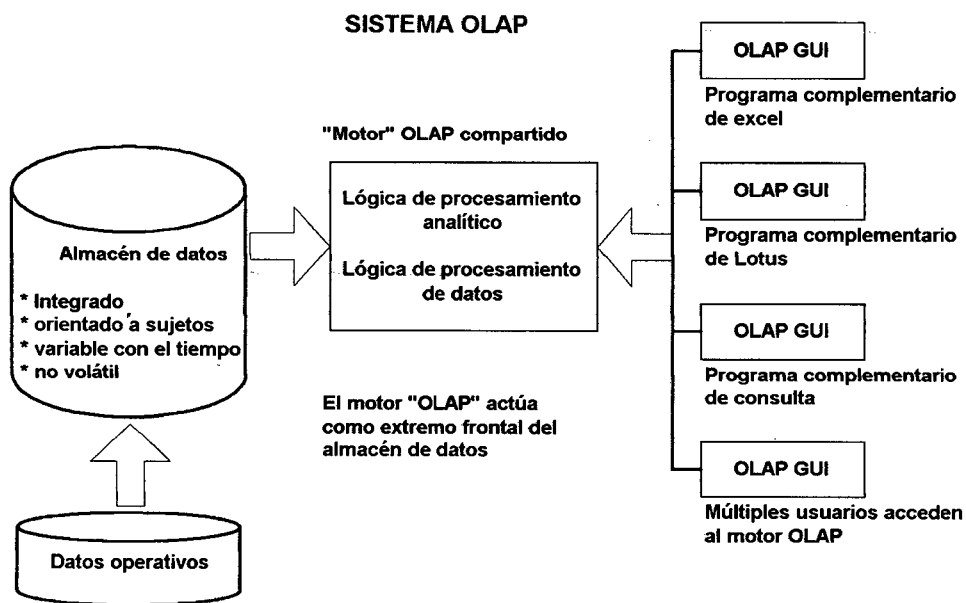 SISTEMA OLAP
"Motor" OLAP compartido
Lógica de procesamiento
analítico
Lógica de procesamiento
de datos
El motor "OLAP" actúa
como extremo frontal del
almacén de datos
Almacén de datos
* Integrado
* orientado a sujetos
* variable con el tiempo
* no volátil
Datos operativos
OLAP GUI
Programa complementario
de excel
OLAP GUI
Programa complementario
de Lotus
OLAP GUI
Programa complementario
de consulta
OLAP GUI
Múltiples usuarios acceden
al motor OLAP